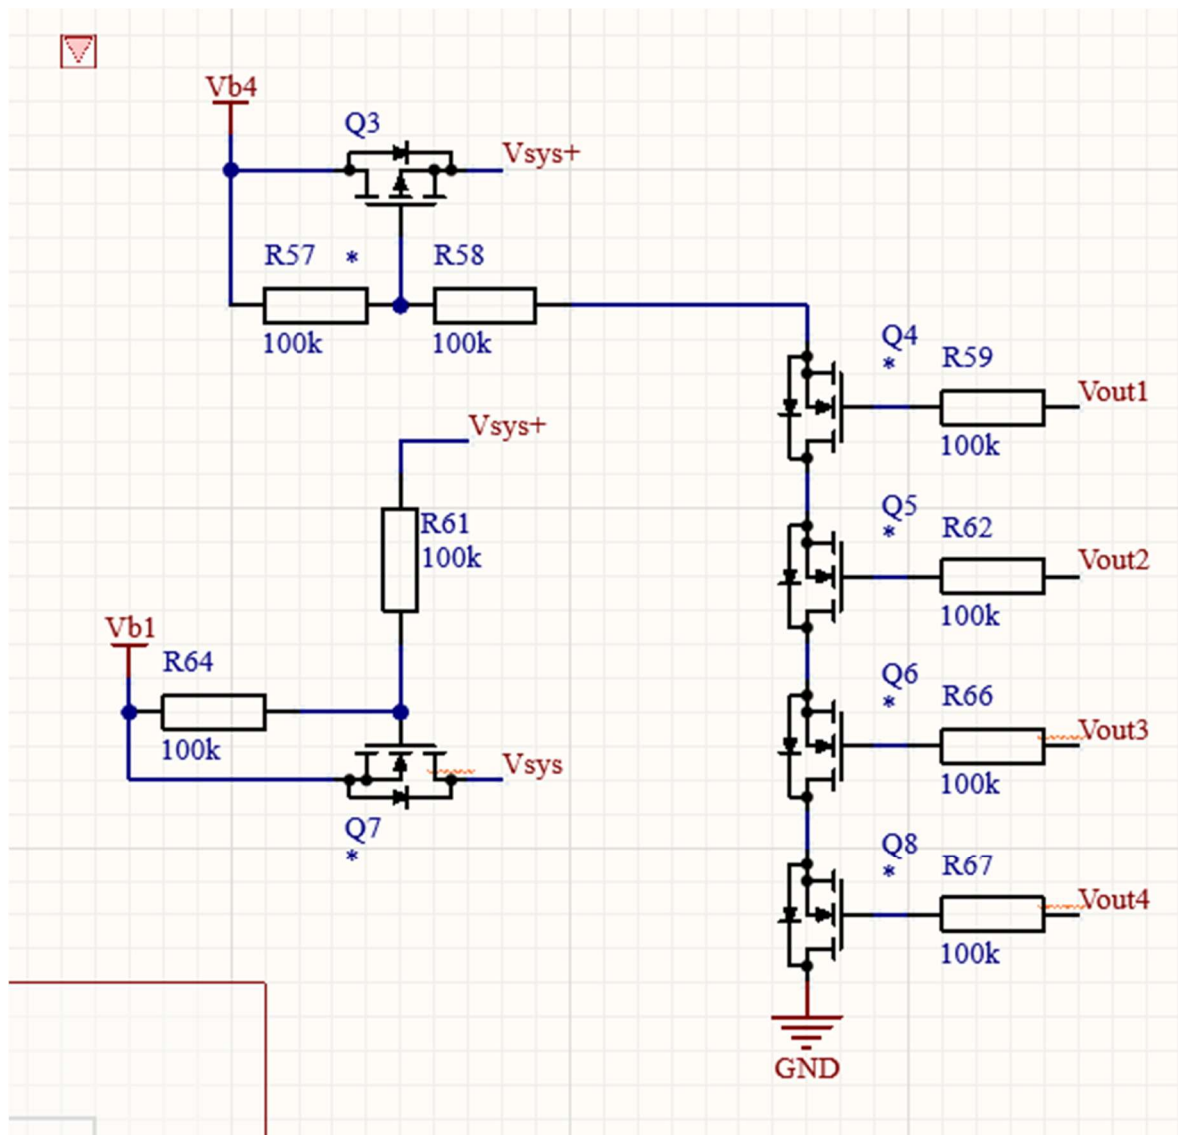 Vb4
Q3
Vsys+
R57 * R58
100k 100k
Q4
*
R59
Vout1
100k
Vsys+
R61
100k
Q5
*
R62
Vout2
100k
Vb1
R64
100k
Q6
*
R66
Vout3
100k
Vsys
Q7
*
Q8
*
R67
Vout4
100k
GND